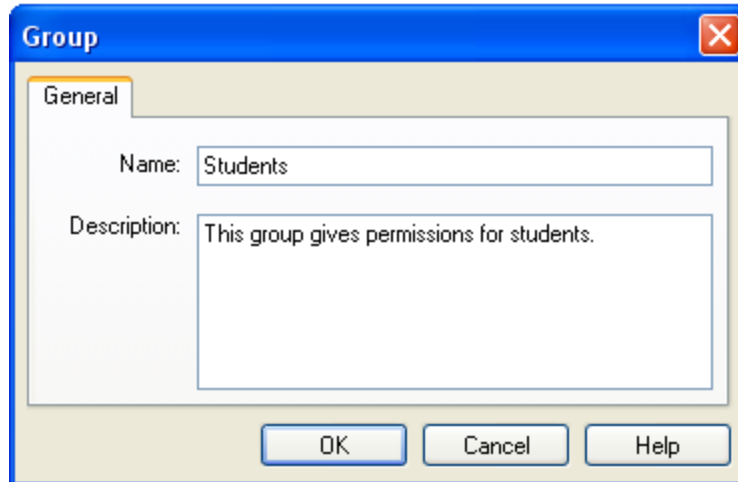 Group
General
Name: Students
Description: This group gives permissions for students.
OK Cancel Help